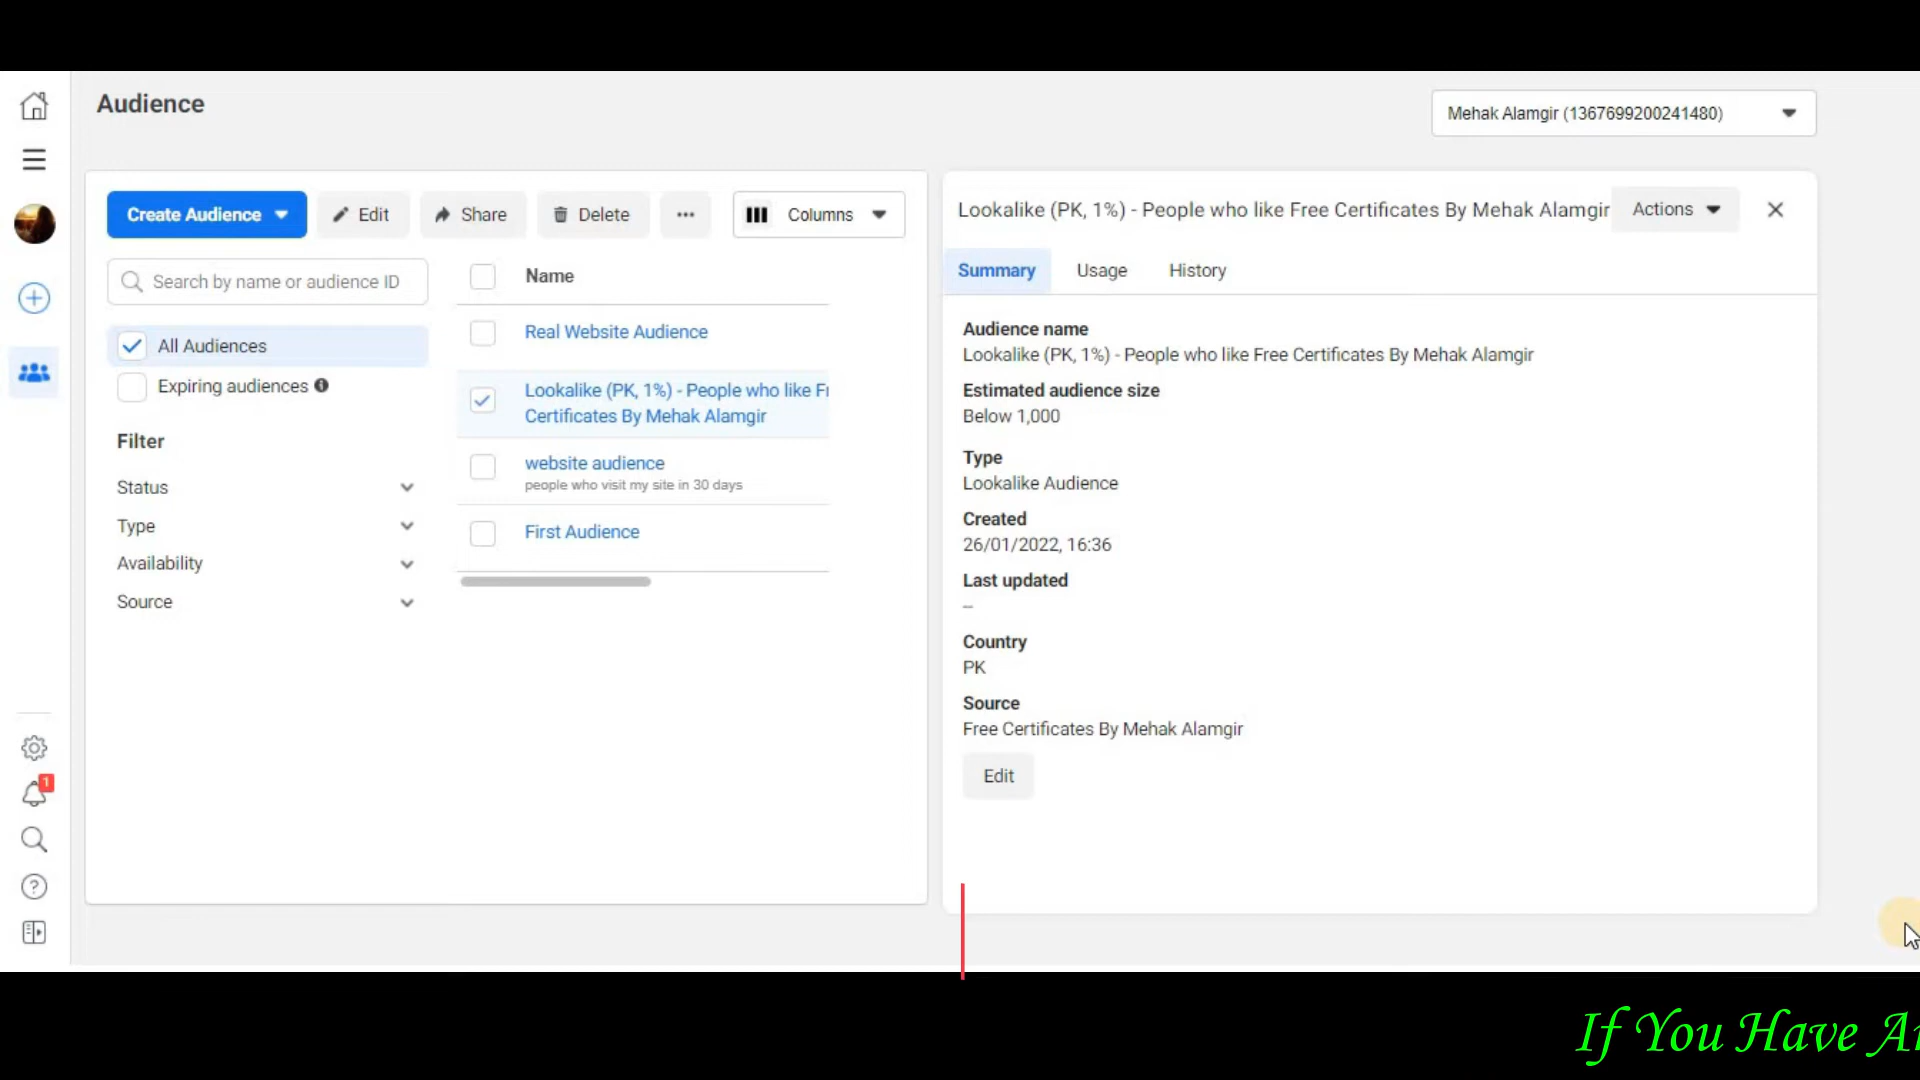 Audience
Mehak Alamgir (1367699200241480)
Create Audience
Edit
Share
Delete
Columns
Search by name or audience ID
All Audiences
Expiring audiences
Filter
Status
Type
Availability
Source
Name
Real Website Audience
Lookalike (PK, 1%) - People who like Fr
Certificates By Mehak Alamgir
website audience
people who visit my site in 30 days
First Audience
Lookalike (PK, 1%) - People who like Free Certificates By Mehak Alamgir
Actions
Summary
Usage
History
Audience name
Lookalike (PK, 1%) - People who like Free Certificates By Mehak Alamgir
Estimated audience size
Below 1,000
Type
Lookalike Audience
Created
26/01/2022, 16:36
Last updated
--
Country
PK
Source
Free Certificates By Mehak Alamgir
Edit
1
If You Have